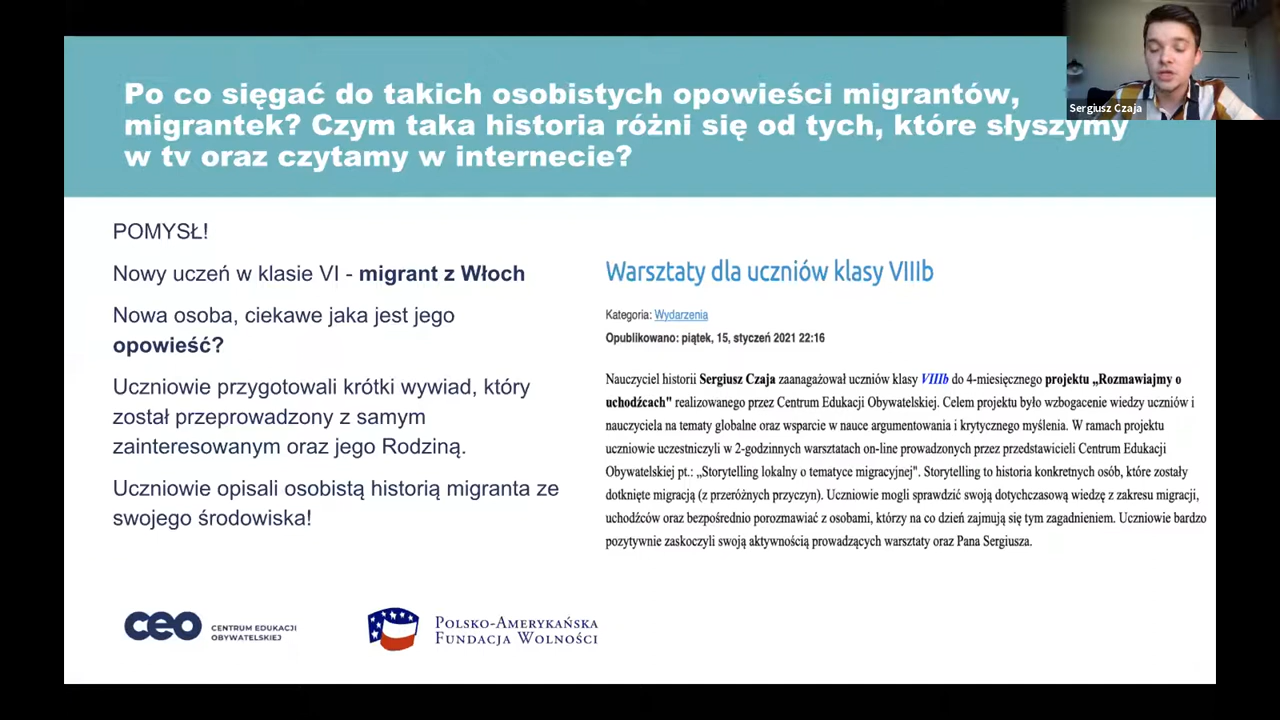 Po co sięgać do takich osobistych opowieści migrantów,
migrantek? Czym taka historia różni się od tych, które słyszymy
w tv oraz czytamy w internecie?
Sergiusz Czaja
POMYSŁ!
Nowy uczeń w klasie VI - migrant z Włoch
Nowa osoba, ciekawe jaka jest jego
opowieść?
Uczniowie przygotowali krótki wywiad, który
został przeprowadzony z samym
zainteresowanym oraz jego Rodziną.
Uczniowie opisali osobistą historią migranta ze
swojego środowiska!
Warsztaty dla uczniów klasy VIIIb
Kategoria: Wydarzenia
Opublikowano: piątek, 15, styczeń 2021 22:16
Nauczyciel historii Sergiusz Czaja zaanagażował uczniów klasy VIIIb do 4-miesięcznego projektu „Rozmawiajmy o
uchodźcach" realizowanego przez Centrum Edukacji Obywatelskiej. Celem projektu było wzbogacenie wiedzy uczniów i
nauczyciela na tematy globalne oraz wsparcie w nauce argumentowania i krytycznego myślenia. W ramach projektu
uczniowie uczestniczyli w 2-godzinnych warsztatach on-line prowadzonych przez przedstawicieli Centrum Edukacji
Obywatelskiej pt.: „Storytelling lokalny o tematyce migracyjnej". Storytelling to historia konkretnych osób, które zostały
dotknięte migracją (z przeróżnych przyczyn). Uczniowie mogli sprawdzić swoją dotychczasową wiedzę z zakresu migracji,
uchodźców oraz bezpośrednio porozmawiać z osobami, którzy na co dzień zajmują się tym zagadnieniem. Uczniowie bardzo
pozytywnie zaskoczyli swoją aktywnością prowadzących warsztaty oraz Pana Sergiusza.
ceo CENTRUM EDUKACJI
OBYWATELSKIEJ
POLSKO-AMERYKAŃSKA
FUNDACJA WOLNOŚCI